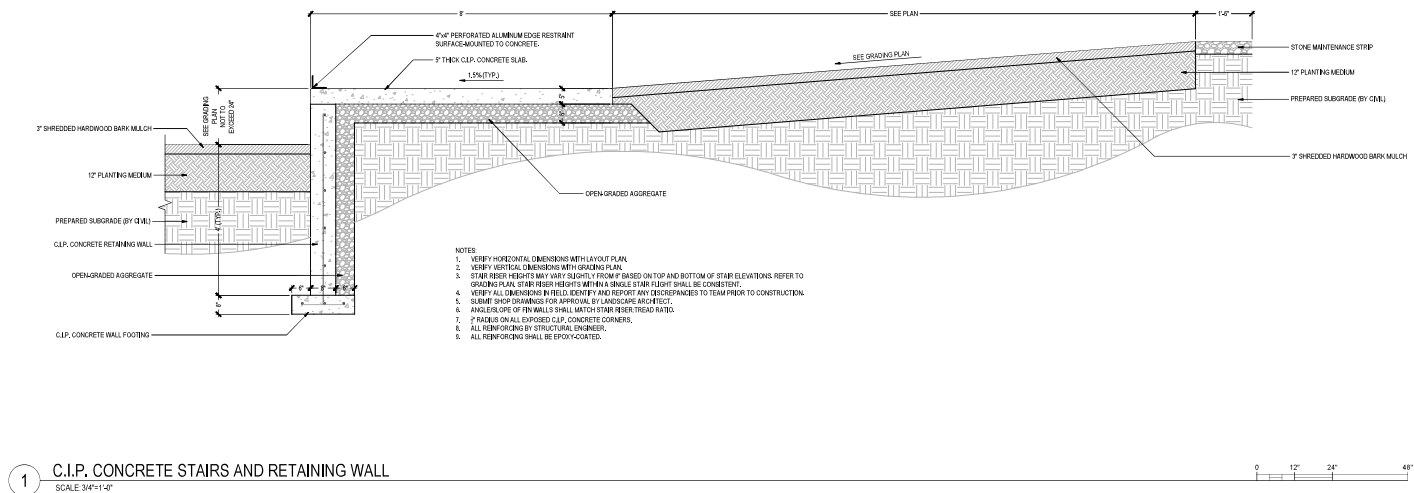 8'
SEE PLAN
1'-6"
4"x4" PERFORATED ALUMINUM EDGE RESTRAINT
SURFACE-MOUNTED TO CONCRETE.
5" THICK C.I.P. CONCRETE SLAB.
1.5% (TYP.)
SEE GRADING PLAN
STONE MAINTENANCE STRIP
12" PLANTING MEDIUM
PREPARED SUBGRADE (BY CIVIL)
3" SHREDDED HARDWOOD BARK MULCH
SEE GRADING
PLAN
NOT TO
EXCEED 24"
5"
6"
3" SHREDDED HARDWOOD BARK MULCH
12" PLANTING MEDIUM
PREPARED SUBGRADE (BY CIVIL)
4' (TYP.)
C.I.P. CONCRETE RETAINING WALL
OPEN-GRADED AGGREGATE
OPEN-GRADED AGGREGATE
6"
6"
C.I.P. CONCRETE WALL FOOTING
NOTES:
1. VERIFY HORIZONTAL DIMENSIONS WITH LAYOUT PLAN.
2. VERIFY VERTICAL DIMENSIONS WITH GRADING PLAN.
3. STAIR RISER HEIGHTS MAY VARY SLIGHTLY FROM 6" BASED ON TOP AND BOTTOM OF STAIR ELEVATIONS. REFER TO
GRADING PLAN. STAIR RISER HEIGHTS WITHIN A SINGLE STAIR FLIGHT SHALL BE CONSISTENT.
4. VERIFY ALL DIMENSIONS IN FIELD. IDENTIFY AND REPORT ANY DISCREPANCIES TO TEAM PRIOR TO CONSTRUCTION.
5. SUBMIT SHOP DRAWINGS FOR APPROVAL BY LANDSCAPE ARCHITECT.
6. ANGLE/SLOPE OF FIN WALLS SHALL MATCH STAIR RISER:TREAD RATIO.
7. RADIUS ON ALL EXPOSED C.I.P. CONCRETE CORNERS.
8. ALL REINFORCING BY STRUCTURAL ENGINEER.
9. ALL REINFORCING SHALL BE EPOXY-COATED.
1
C.I.P. CONCRETE STAIRS AND RETAINING WALL
SCALE: 3/4"=1'-0"
0 12" 24" 48"